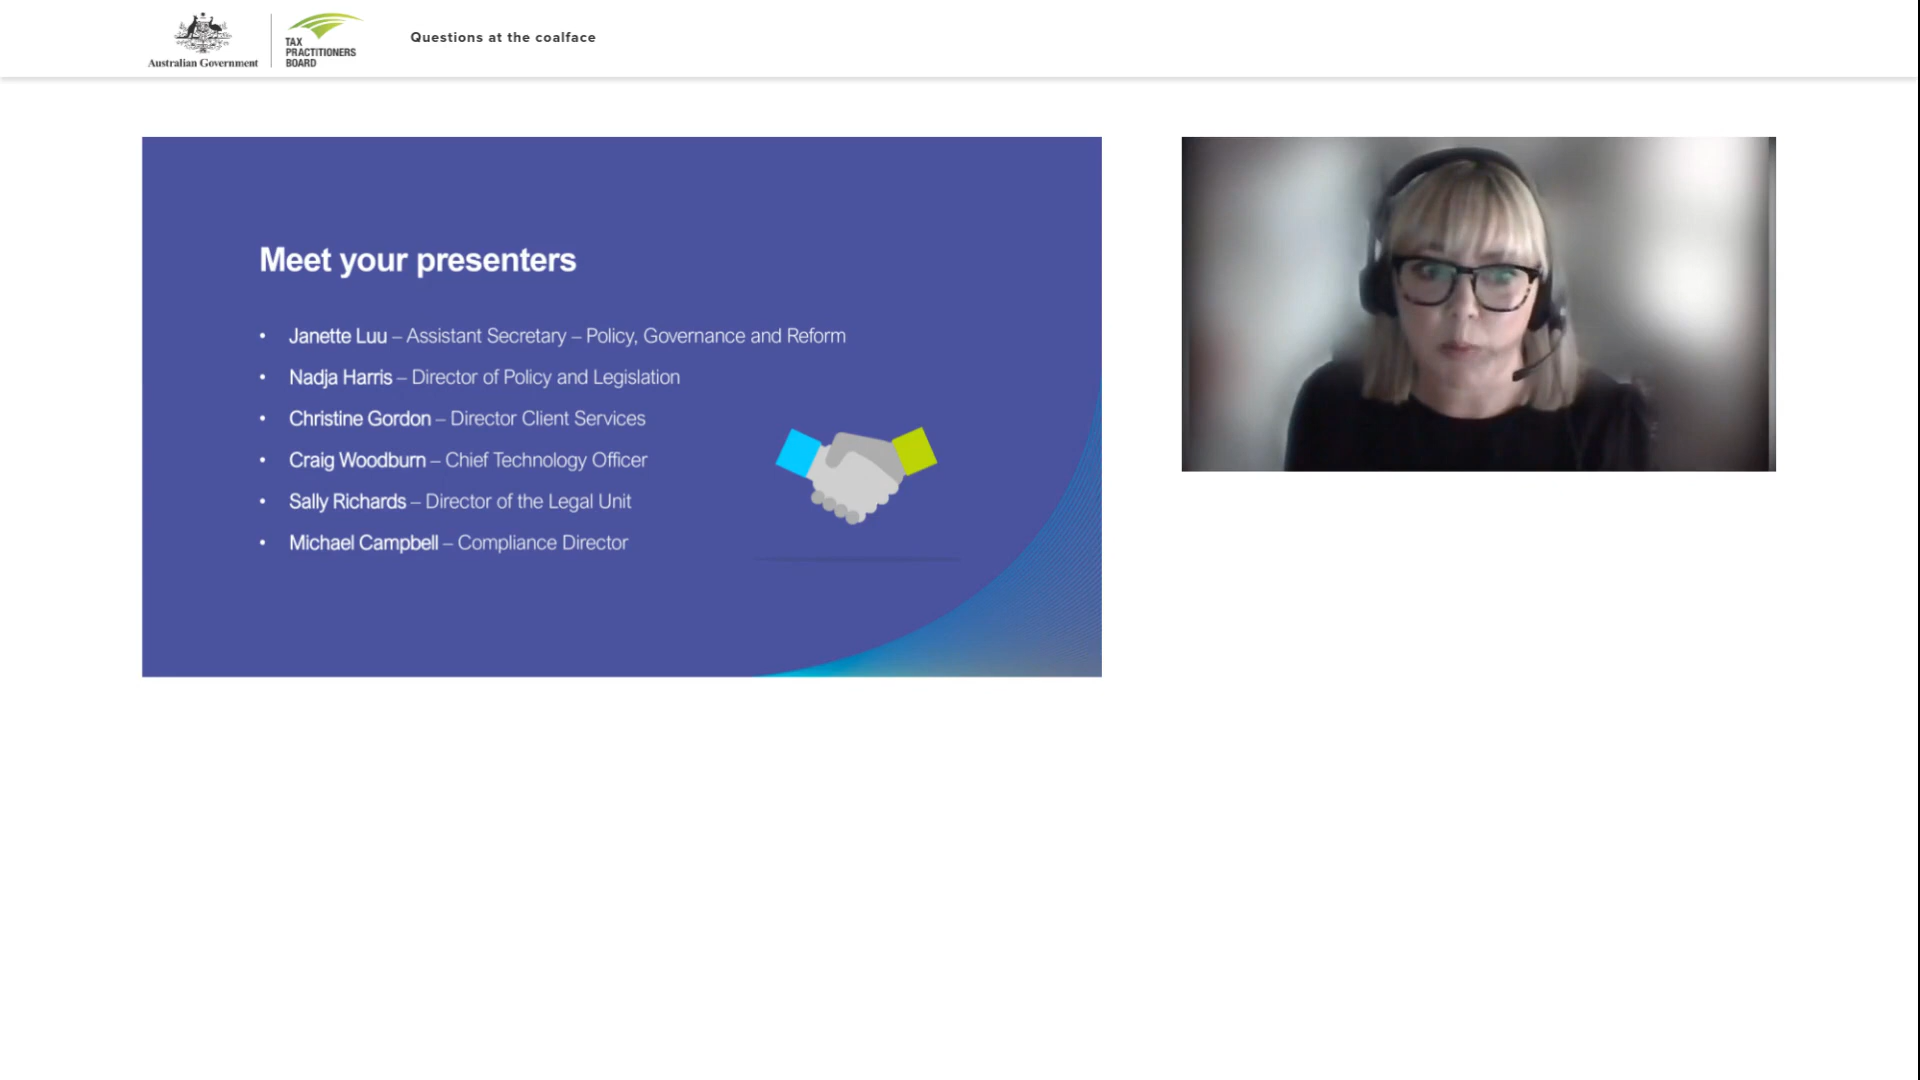 Australian Government
TAX
PRACTITIONERS
BOARD
Questions at the coalface
Meet your presenters
• Janette Luu – Assistant Secretary – Policy, Governance and Reform
• Nadja Harris – Director of Policy and Legislation
• Christine Gordon – Director Client Services
• Craig Woodburn – Chief Technology Officer
• Sally Richards – Director of the Legal Unit
• Michael Campbell – Compliance Director